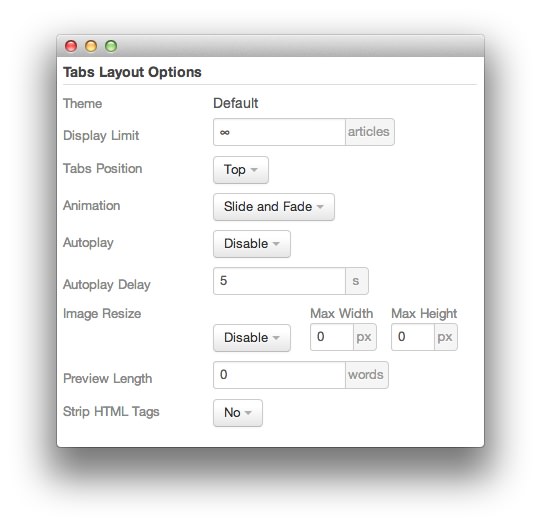 Tabs Layout Options
Theme Default
Display Limit ∞ articles
Tabs Position Top
Animation Slide and Fade
Autoplay Disable
Autoplay Delay 5 s
Image Resize Max Width Max Height
Disable 0 px 0 px
Preview Length 0 words
Strip HTML Tags No